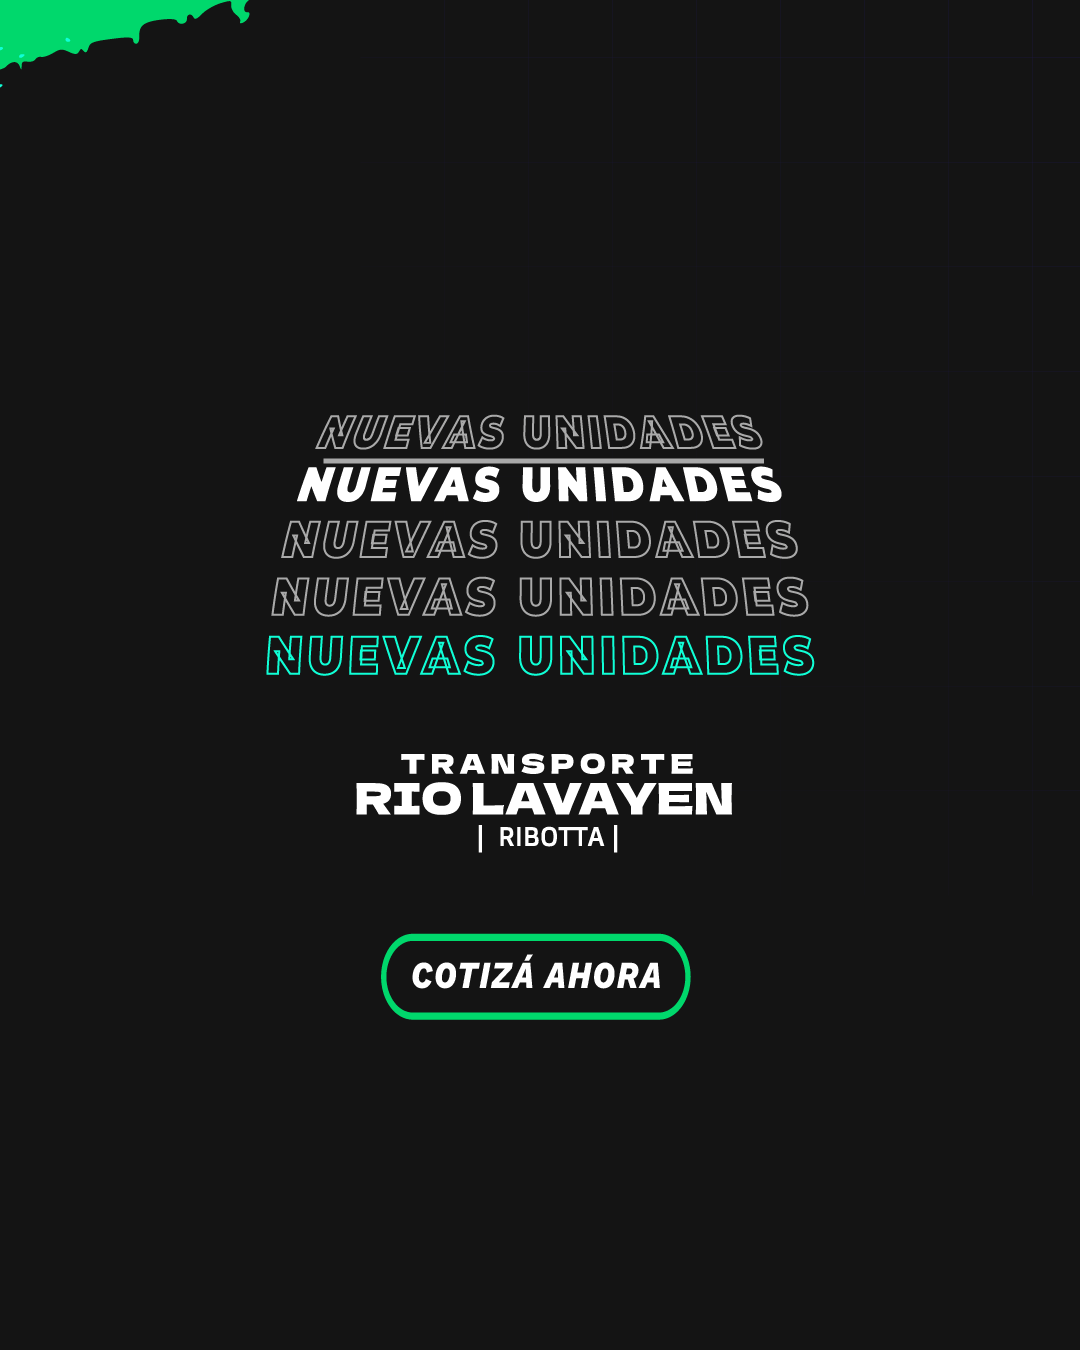 NUEVAS UNIDADES
NUEVAS UNIDADES
NUEVAS UNIDADES
NUEVAS UNIDADES
NUEVAS UNIDADES
TRANSPORTE
RIO LAVAYEN
| RIBOTTA |
COTIZÁ AHORA